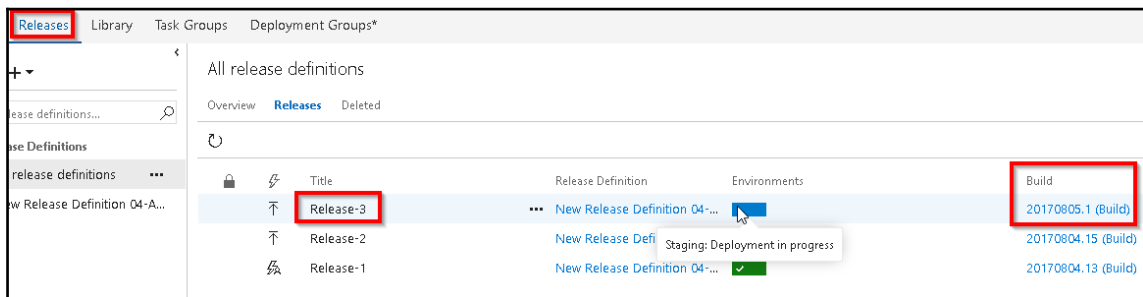 Releases Library Task Groups Deployment Groups*
All release definitions
Overview Releases Deleted
lease definitions...
ase Definitions
release definitions ...
Title Release Definition Environments Build
ew Release Definition 04-A...
Release-3 ... New Release Definition 04-... 20170805.1 (Build)
Release-2 New Release Defi 20170804.15 (Build)
Staging: Deployment in progress
Release-1 New Release Definition 04-... 20170804.13 (Build)